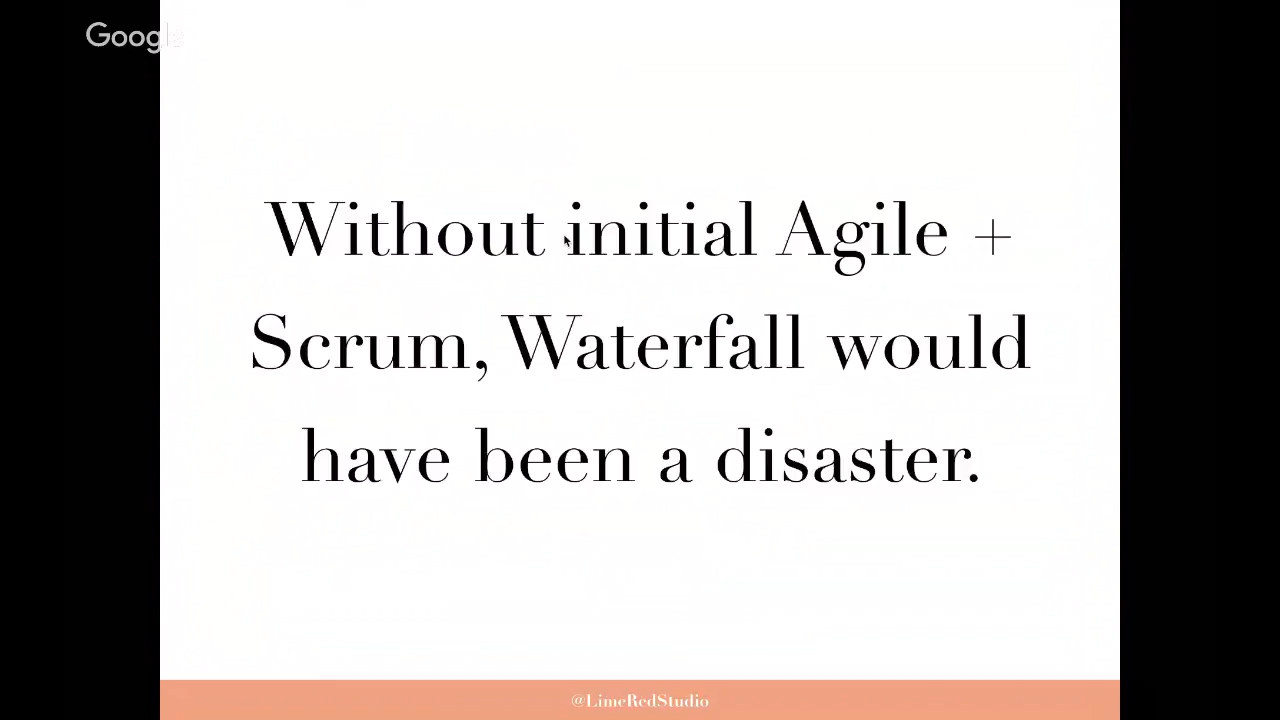 Google
Without initial Agile +
Scrum, Waterfall would
have been a disaster.
@LimeRedStudio